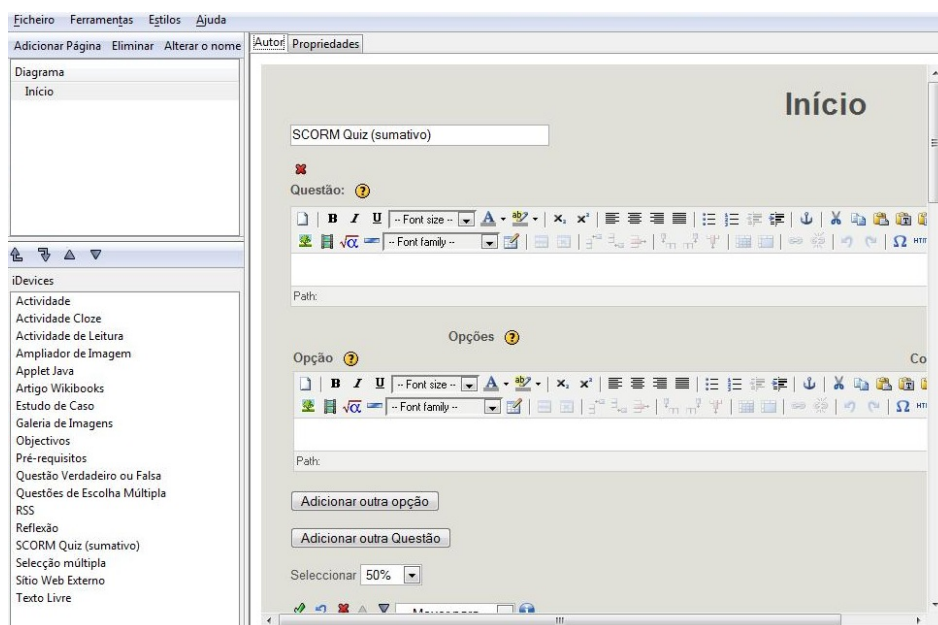 Ficheiro Ferramentas Estilos Ajuda
Adicionar Página Eliminar Alterar o nome
Diagrama
Início
iDevices
Actividade
Actividade Cloze
Actividade de Leitura
Ampliador de Imagem
Applet Java
Artigo Wikibooks
Estudo de Caso
Galeria de Imagens
Objectivos
Pré-requisitos
Questão Verdadeiro ou Falsa
Questões de Escolha Múltipla
RSS
Reflexão
SCORM Quiz (sumativo)
Selecção múltipla
Sítio Web Externo
Texto Livre
Autor Propriedades
Início
SCORM Quiz (sumativo)
Questão:
B I U -- Font size --
-- Font family --
Path:
Opções
Opção Co
B I U -- Font size --
-- Font family --
Path:
Adicionar outra opção
Adicionar outra Questão
Seleccionar 50%